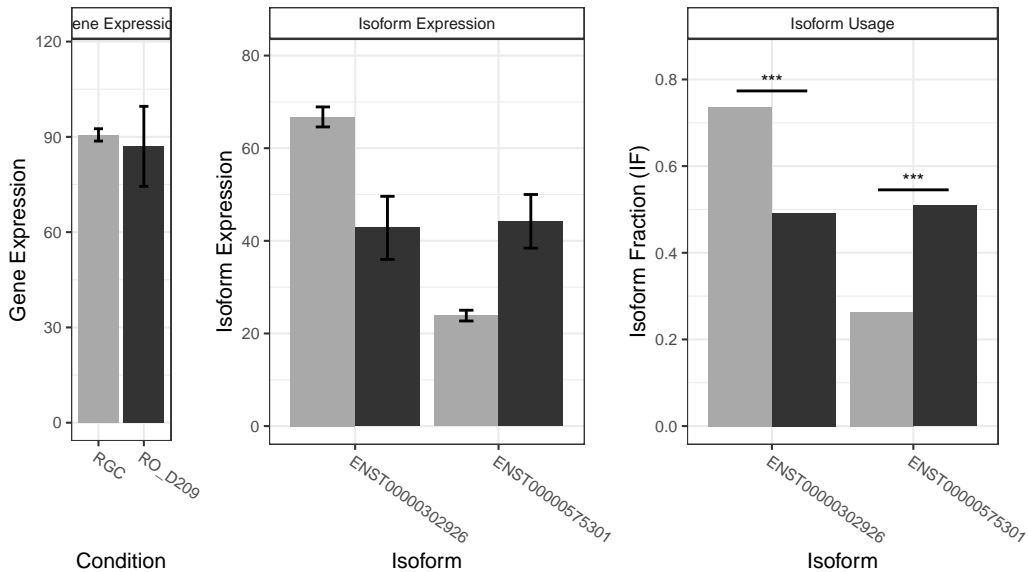 ene Expressio
Gene Expression
120
90
60
30
0
RGC
RO_D209
Condition
Isoform Expression
Isoform Expression
80
60
40
20
0
ENST00000302926
ENST00000575301
Isoform
Isoform Usage
Isoform Fraction (IF)
0.8
0.6
0.4
0.2
0.0
***
***
ENST00000302926
ENST00000575301
Isoform